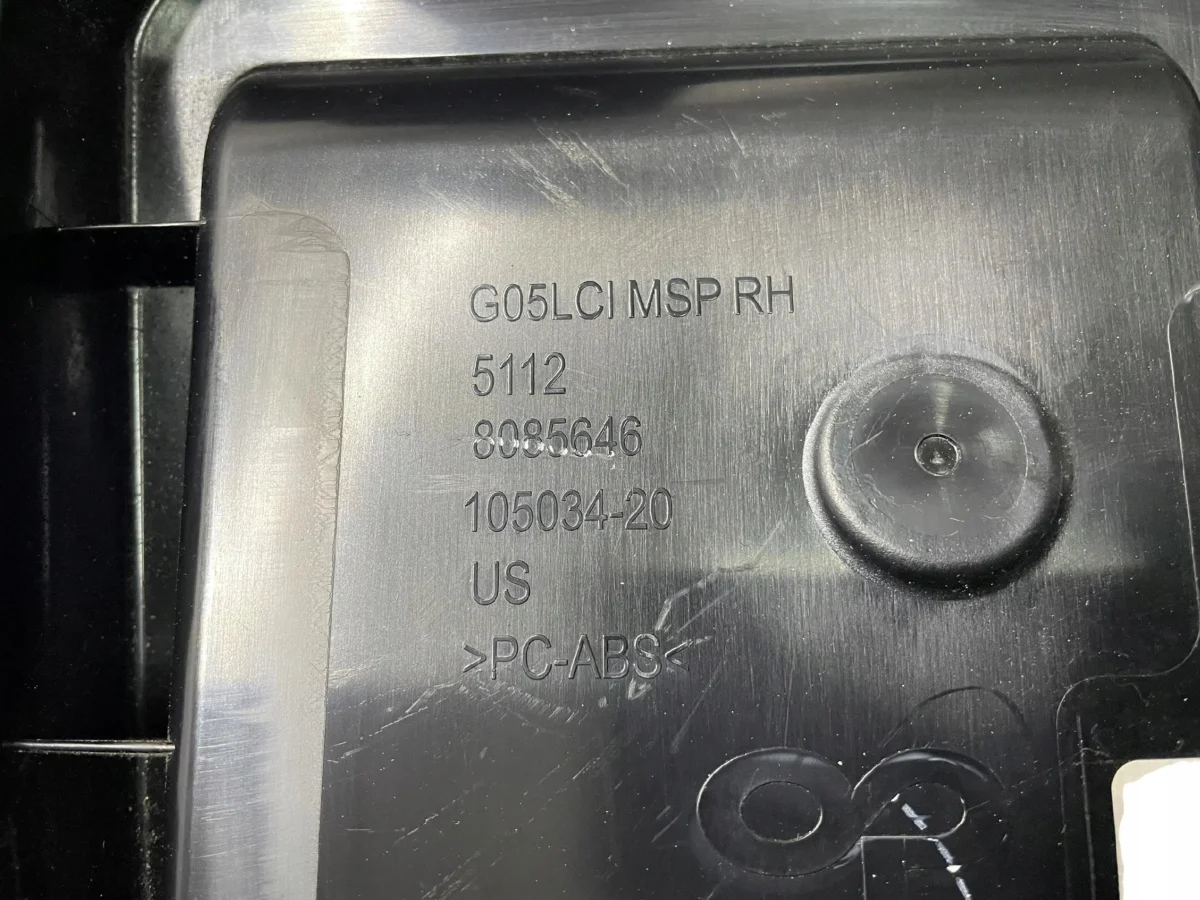 G05LCI MSP RH
5112
8085646
105034-20
US
>PC-ABS<